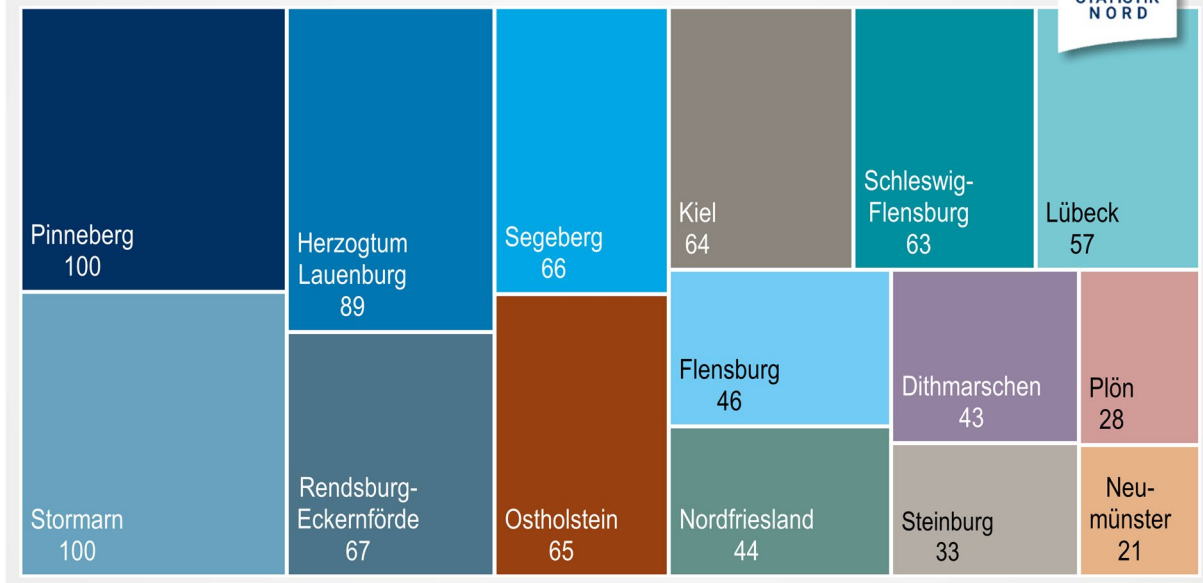 NORD
Pinneberg
100
Herzogtum
Lauenburg
89
Segeberg
66
Kiel
64
Schleswig-
Flensburg
63
Lübeck
57
Stormarn
100
Rendsburg-
Eckernförde
67
Ostholstein
65
Flensburg
46
Nordfriesland
44
Dithmarschen
43
Steinburg
33
Plön
28
Neu-
münster
21